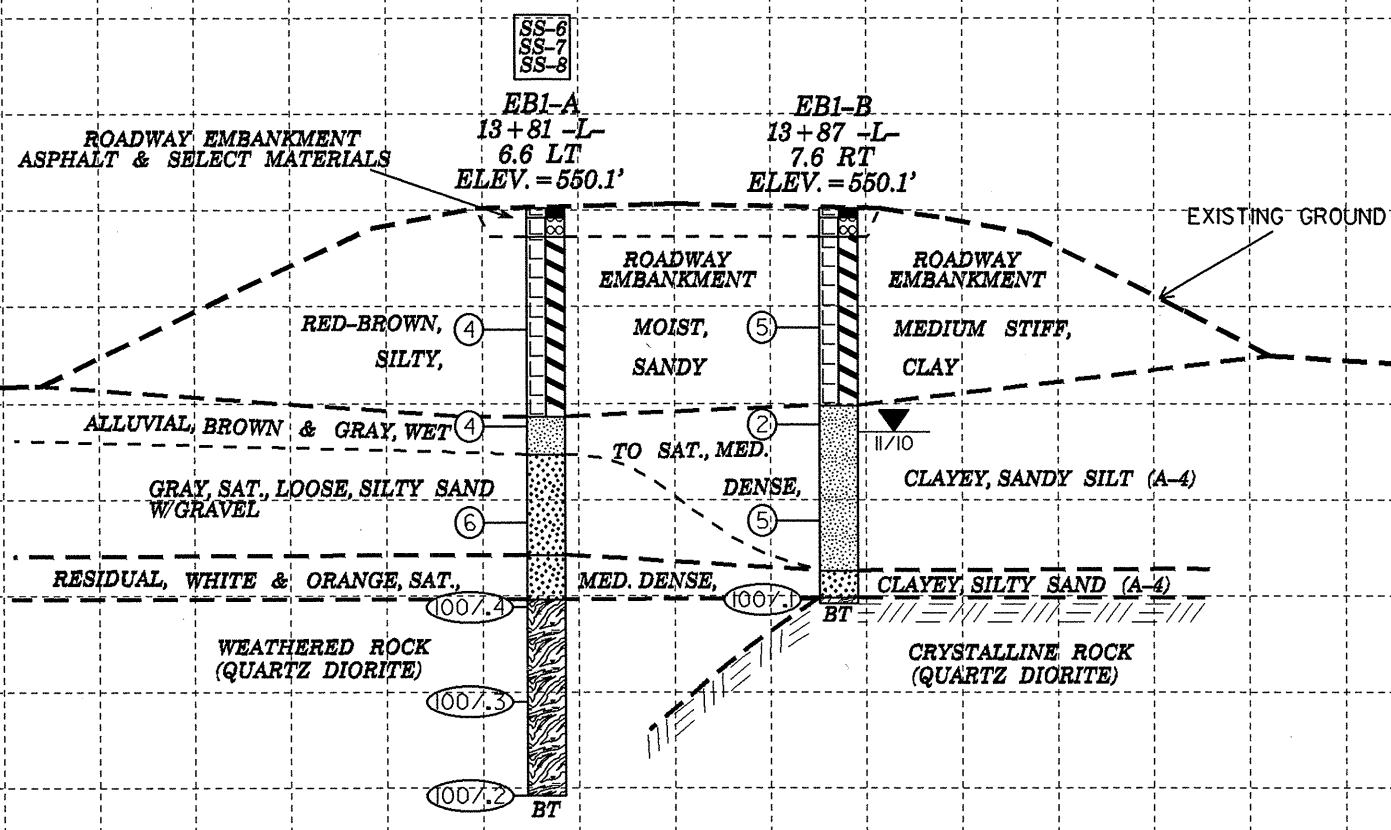 SS-6
SS-7
SS-8
EB1-A
13+81 -L-
6.6 LT
ELEV.=550.1'
EB1-B
13+87 -L-
7.6 RT
ELEV.=550.1'
ROADWAY EMBANKMENT
ASPHALT & SELECT MATERIALS
EXISTING GROUND
ROADWAY
EMBANKMENT
ROADWAY
EMBANKMENT
RED-BROWN, 4 MOIST, 5 MEDIUM STIFF,
SILTY, SANDY CLAY
ALLUVIAL, BROWN & GRAY, WET 4 2
11/10
TO SAT., MED.
DENSE, CLAYEY, SANDY SILT (A-4)
GRAY, SAT., LOOSE, SILTY SAND
W/GRAVEL
6 5
RESIDUAL, WHITE & ORANGE, SAT., MED. DENSE, CLAYEY, SILTY SAND (A-4)
100/.4 100/.1
BT
WEATHERED ROCK
(QUARTZ DIORITE)
CRYSTALLINE ROCK
(QUARTZ DIORITE)
100/.3
100/.2
BT